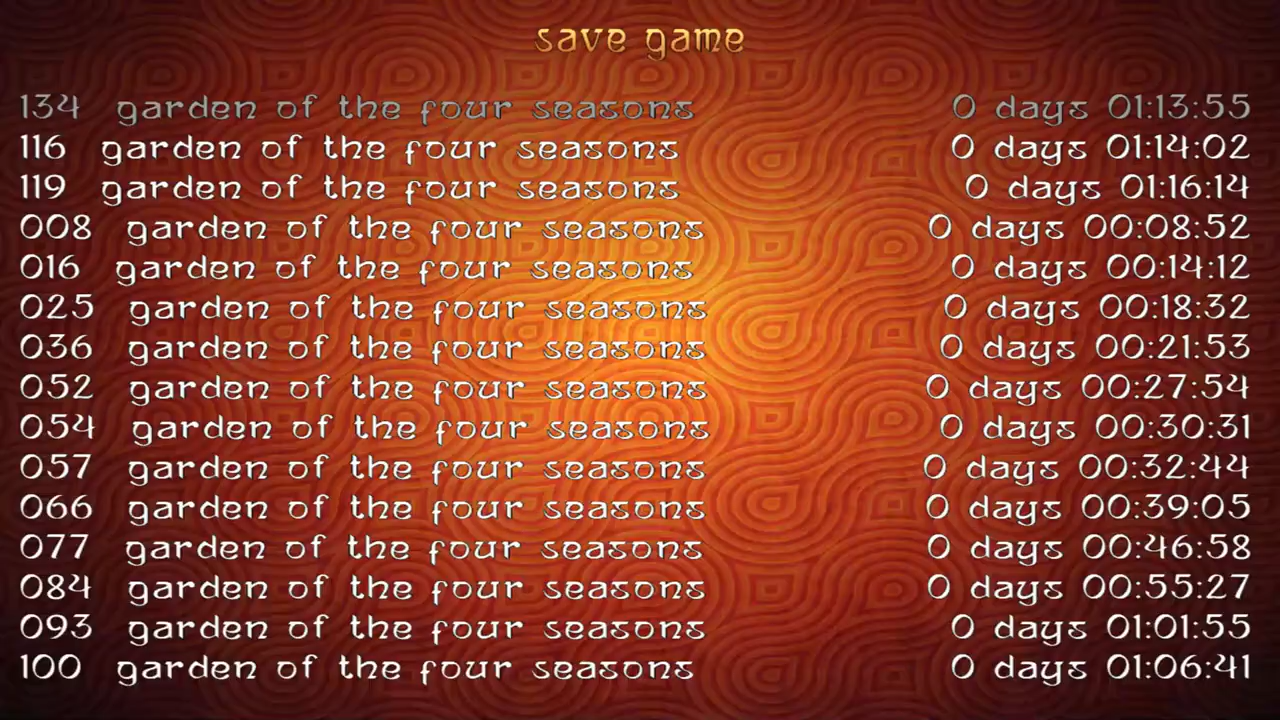 save game
134 garden of the four seasons 0 days 01:13:55
116 garden of the four seasons 0 days 01:14:02
119 garden of the four seasons 0 days 01:16:14
008 garden of the four seasons 0 days 00:08:52
016 garden of the four seasons 0 days 00:14:12
025 garden of the four seasons 0 days 00:18:32
036 garden of the four seasons 0 days 00:21:53
052 garden of the four seasons 0 days 00:27:54
054 garden of the four seasons 0 days 00:30:31
057 garden of the four seasons 0 days 00:32:44
066 garden of the four seasons 0 days 00:39:05
077 garden of the four seasons 0 days 00:46:58
084 garden of the four seasons 0 days 00:55:27
093 garden of the four seasons 0 days 01:01:55
100 garden of the four seasons 0 days 01:06:41